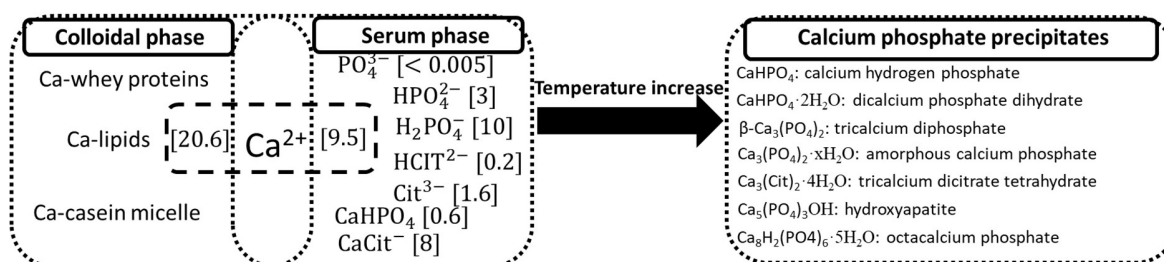 Colloidal phase
Ca-whey proteins
Ca-lipids
Ca-casein micelle
[20.6] Ca²⁺ [9.5]
Serum phase
PO₄³⁻ [< 0.005]
HPO₄²⁻ [3]
H₂PO₄⁻ [10]
HCIT²⁻ [0.2]
Cit³⁻ [1.6]
CaHPO₄ [0.6]
CaCit⁻ [8]
Temperature increase
Calcium phosphate precipitates
CaHPO₄: calcium hydrogen phosphate
CaHPO₄·2H₂O: dicalcium phosphate dihydrate
β-Ca₃(PO₄)₂: tricalcium diphosphate
Ca₃(PO₄)₂·xH₂O: amorphous calcium phosphate
Ca₃(Cit)₂·4H₂O: tricalcium dicitrate tetrahydrate
Ca₅(PO₄)₃OH: hydroxyapatite
Ca₈H₂(PO4)₆·5H₂O: octacalcium phosphate